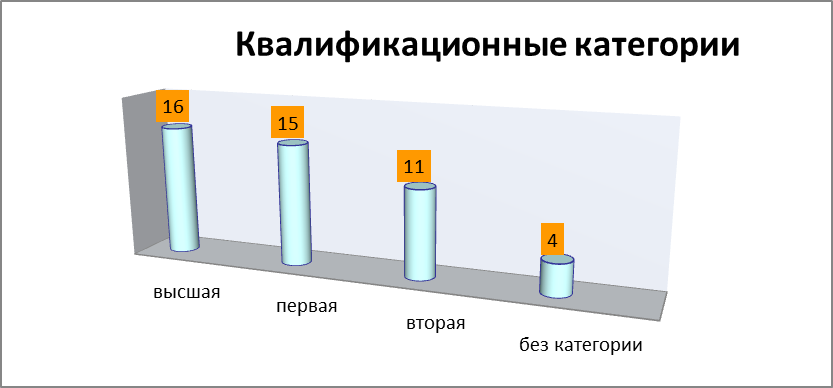 Квалификационные категории
16
15
11
4
высшая
первая
вторая
без категории